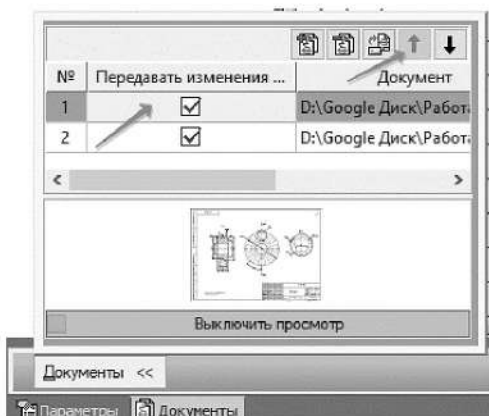 № Передавать изменения ... Документ
1 D:\Google Диск\Работа
2 D:\Google Диск\Работа
< >
Выключить просмотр
Документы <<
Параметры Документы